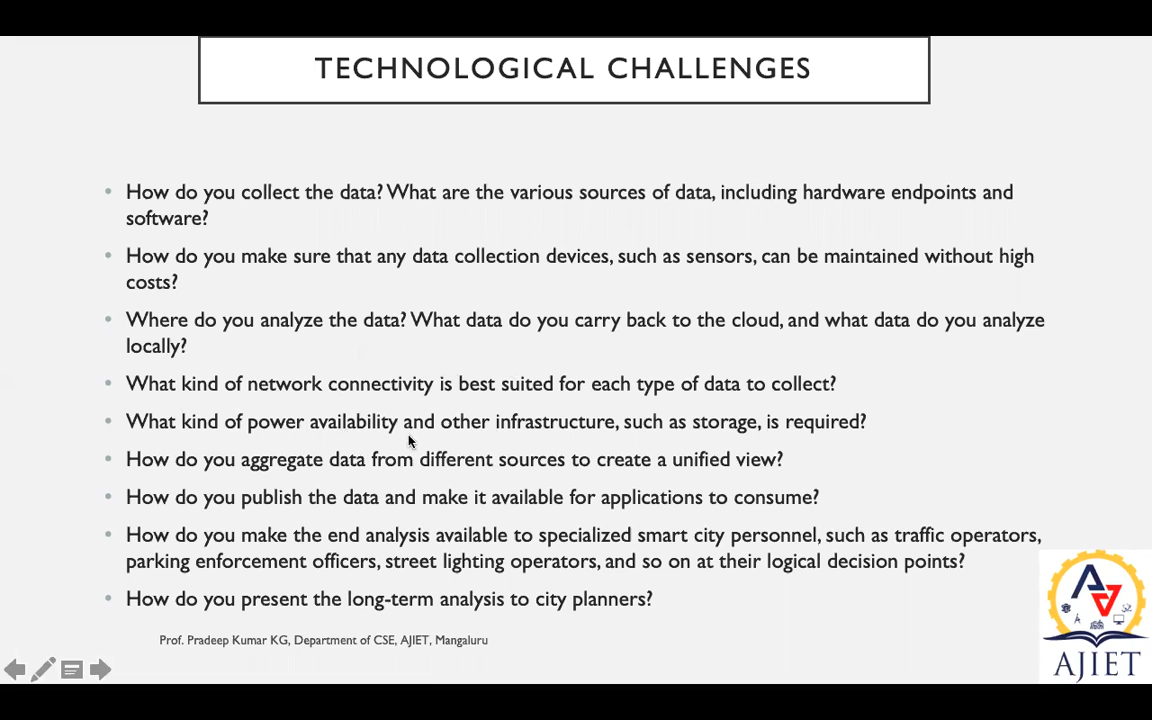 TECHNOLOGICAL CHALLENGES
• How do you collect the data? What are the various sources of data, including hardware endpoints and
software?
• How do you make sure that any data collection devices, such as sensors, can be maintained without high
costs?
• Where do you analyze the data? What data do you carry back to the cloud, and what data do you analyze
locally?
• What kind of network connectivity is best suited for each type of data to collect?
• What kind of power availability and other infrastructure, such as storage, is required?
• How do you aggregate data from different sources to create a unified view?
• How do you publish the data and make it available for applications to consume?
• How do you make the end analysis available to specialized smart city personnel, such as traffic operators,
parking enforcement officers, street lighting operators, and so on at their logical decision points?
• How do you present the long-term analysis to city planners?
Prof. Pradeep Kumar KG, Department of CSE, AJIET, Mangaluru
AJIET